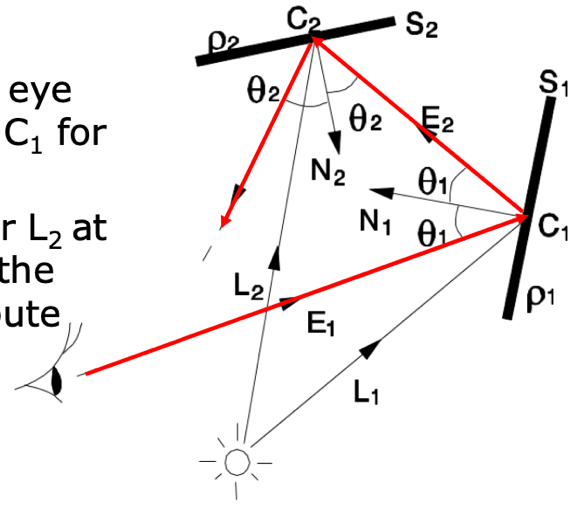 eye
C₁ for
r L₂ at
the
ute
C₂
S₂
ρ₂
θ₂
θ₂
N₂
E₂
S₁
θ₁
N₁
θ₁
C₁
ρ₁
L₂
E₁
L₁